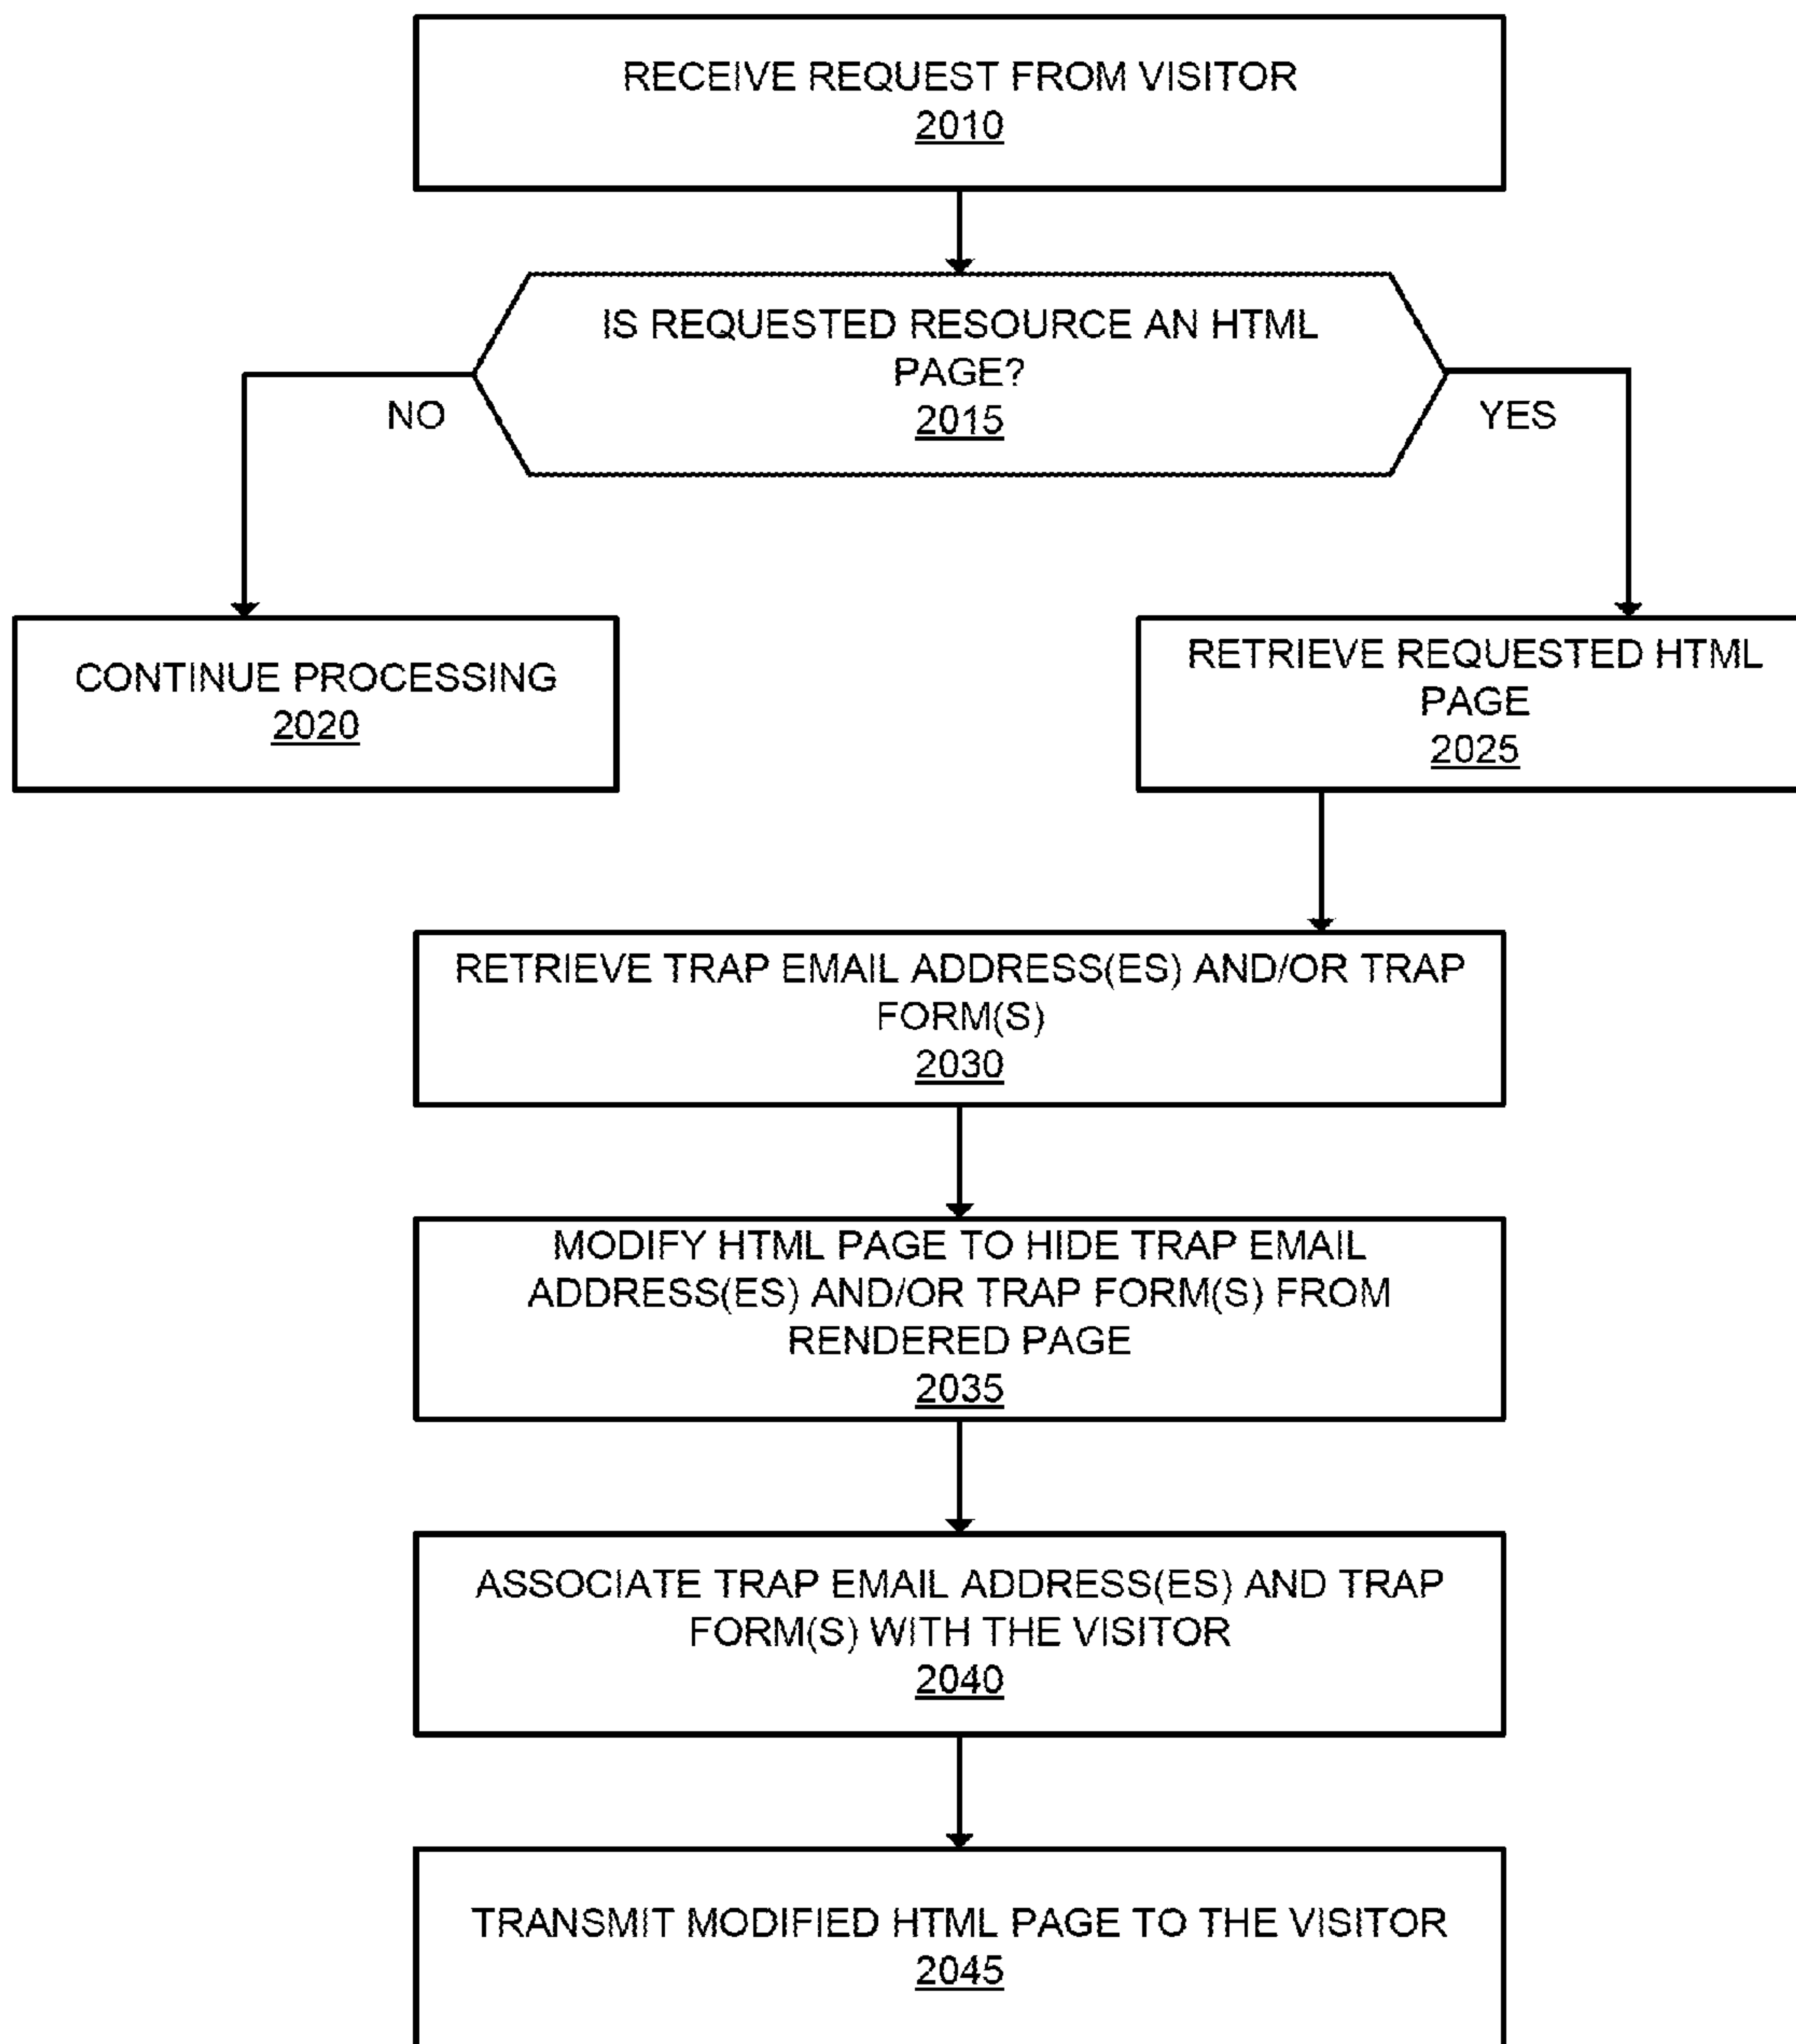 RECEIVE REQUEST FROM VISITOR
2010
IS REQUESTED RESOURCE AN HTML
PAGE?
2015
NO
YES
CONTINUE PROCESSING
2020
RETRIEVE REQUESTED HTML
PAGE
2025
RETRIEVE TRAP EMAIL ADDRESS(ES) AND/OR TRAP
FORM(S)
2030
MODIFY HTML PAGE TO HIDE TRAP EMAIL
ADDRESS(ES) AND/OR TRAP FORM(S) FROM
RENDERED PAGE
2035
ASSOCIATE TRAP EMAIL ADDRESS(ES) AND TRAP
FORM(S) WITH THE VISITOR
2040
TRANSMIT MODIFIED HTML PAGE TO THE VISITOR
2045